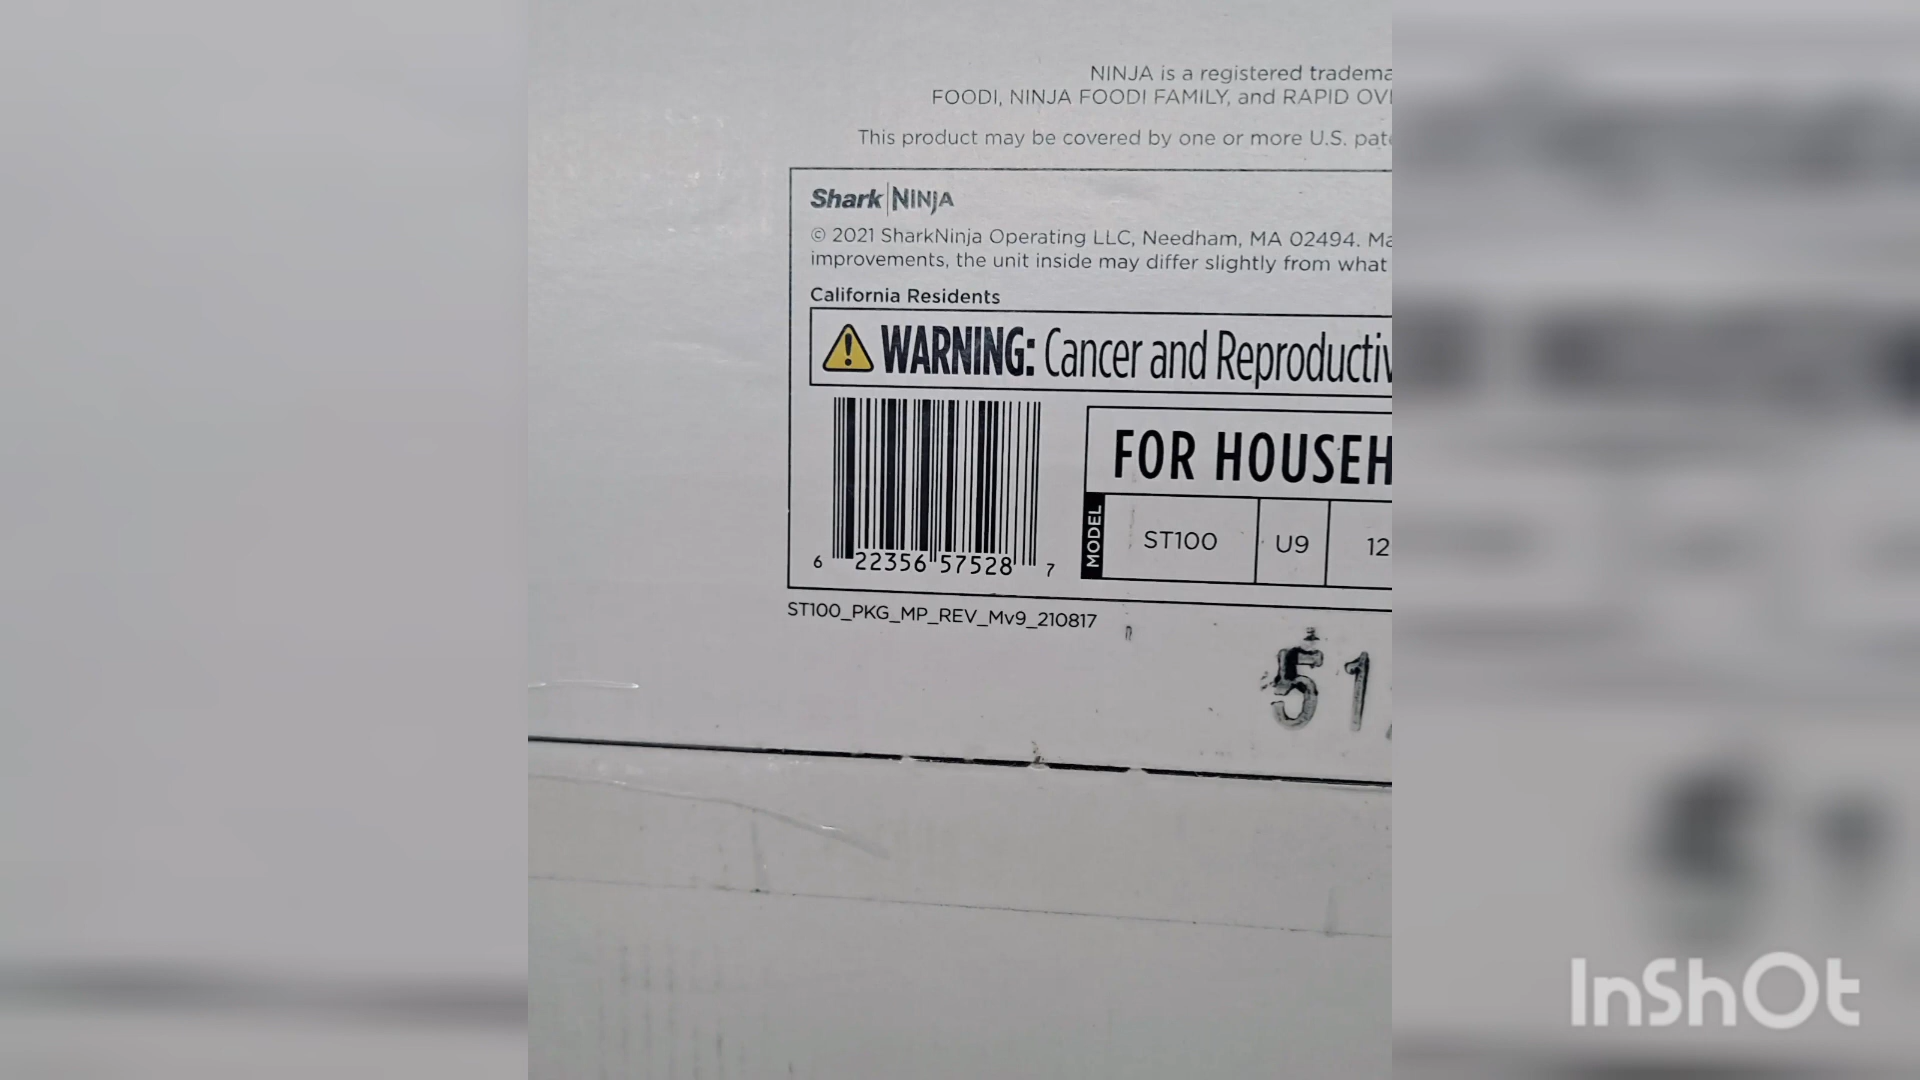 NINJA is a registered tradema
FOODI, NINJA FOODI FAMILY, and RAPID OV
This product may be covered by one or more U.S. pate
Shark NINJA
© 2021 SharkNinja Operating LLC, Needham, MA 02494. Ma
improvements, the unit inside may differ slightly from what
California Residents
WARNING: Cancer and Reproductiv
FOR HOUSEH
MODEL
ST100
U9
12
6 22356 57528 7
ST100_PKG_MP_REV_Mv9_210817
51
InShOt